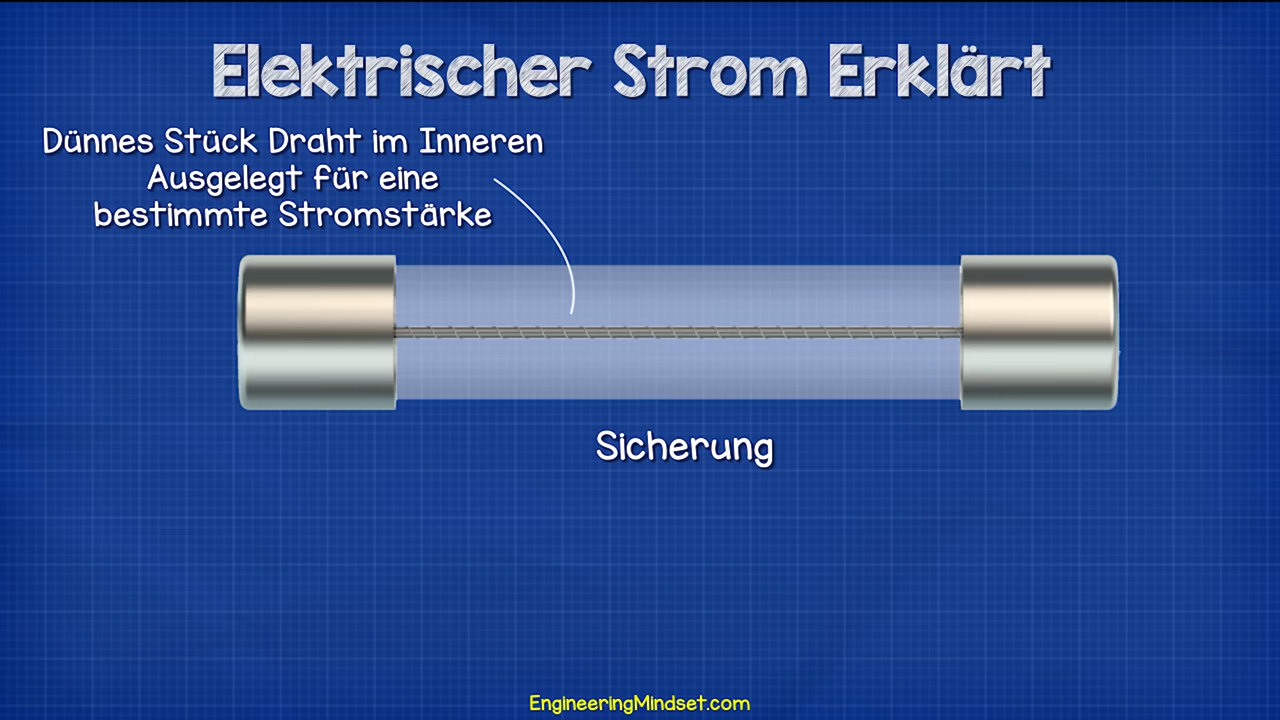 Elektrischer Strom Erklärt
Dünnes Stück Draht im Inneren
Ausgelegt für eine
bestimmte Stromstärke
Sicherung
EngineeringMindset.com